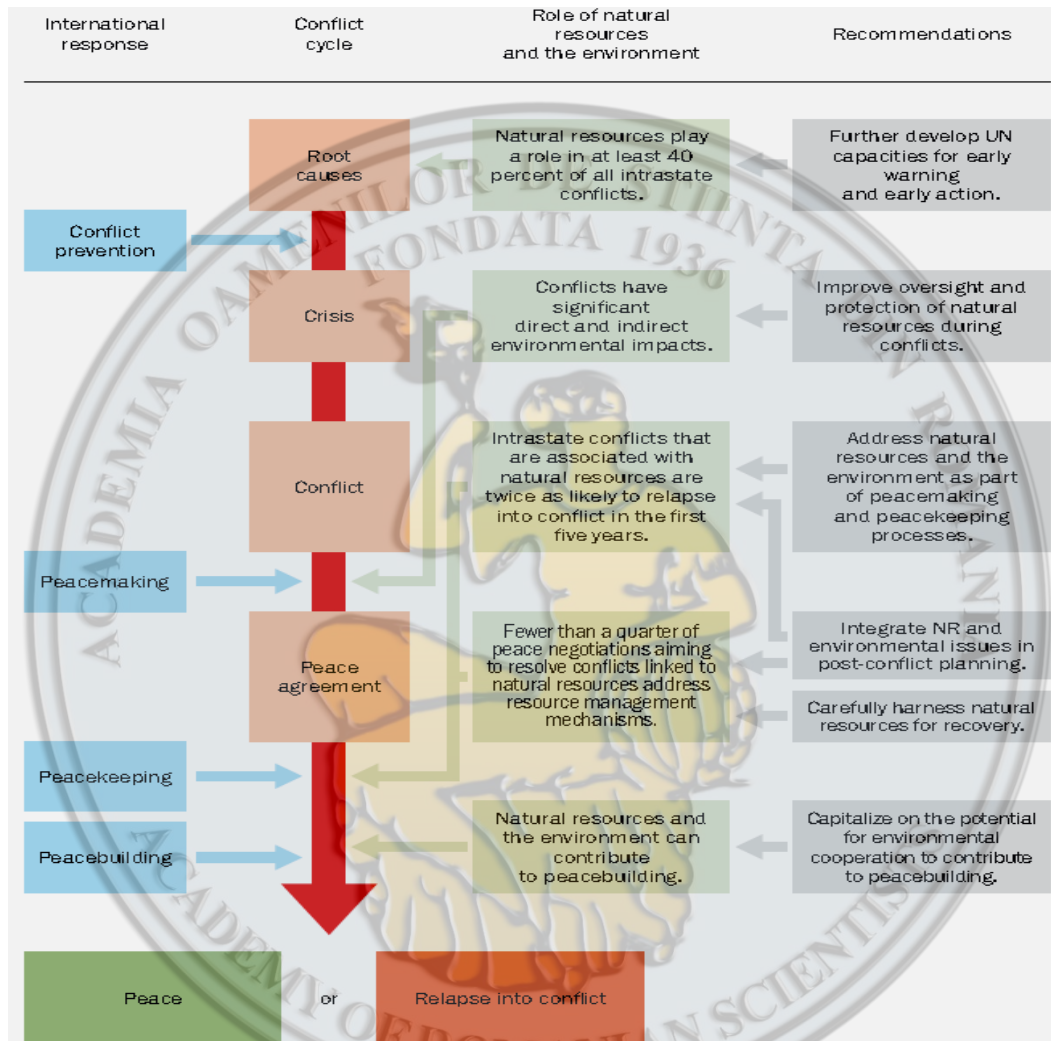 International
response
Conflict
cycle
Role of natural
resources
and the environment
Recommendations
Root
causes
Natural resources play
a role in at least 40
percent of all intrastate
conflicts.
Further develop UN
capacities for early
warning
and early action.
Conflict
prevention
Crisis
Conflicts have
significant
direct and indirect
environmental impacts.
Improve oversight and
protection of natural
resources during
conflicts.
Conflict
Intrastate conflicts that
are associated with
natural resources are
twice as likely to relapse
into conflict in the first
five years.
Address natural
resources and the
environment as part
of peacemaking
and peacekeeping
processes.
Peacemaking
Peace
agreement
Fewer than a quarter of
peace negotiations aiming
to resolve conflicts linked to
natural resources address
resource management
mechanisms.
Integrate NR and
environmental issues in
post-conflict planning.
Carefully harness natural
resources for recovery.
Peacekeeping
Peacebuilding
Natural resources and
the environment can
contribute
to peacebuilding.
Capitalize on the potential
for environmental
cooperation to contribute
to peacebuilding.
Peace
or
Relapse into conflict
ACADEMIA OAMENILOR DE STIINTA DIN ROMANIA
FONDATA 1936
ACADEMY OF ROMANIAN SCIENTISTS